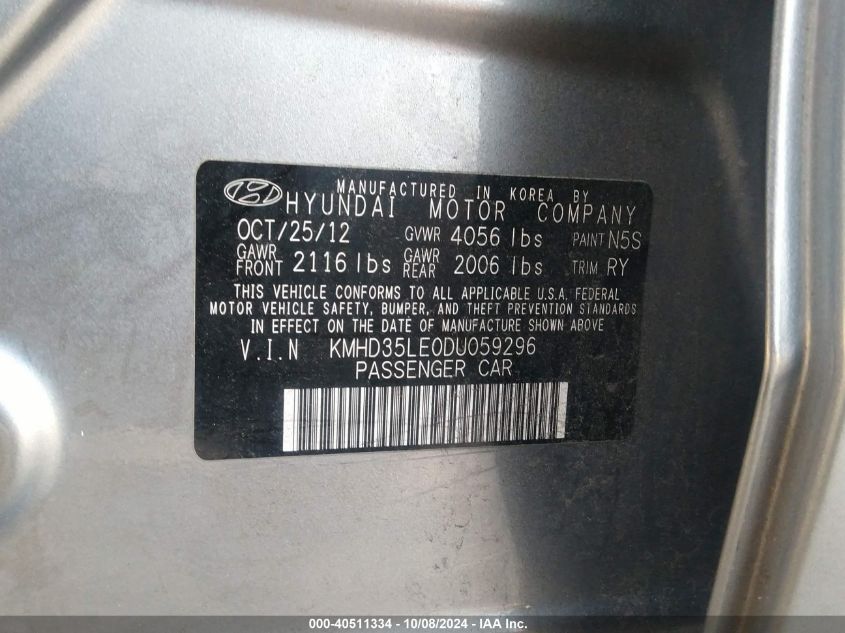 MANUFACTURED IN KOREA BY
HYUNDAI MOTOR COMPANY
OCT/25/12 GVWR 4056 lbs PAINT N5S
GAWR FRONT 2116 lbs GAWR REAR 2006 lbs TRIM RY
THIS VEHICLE CONFORMS TO ALL APPLICABLE U.S.A. FEDERAL
MOTOR VEHICLE SAFETY, BUMPER, AND THEFT PREVENTION STANDARDS
IN EFFECT ON THE DATE OF MANUFACTURE SHOWN ABOVE
V.I.N KMHD35LE0DU059296
PASSENGER CAR
000-40511334 - 10/08/2024 - IAA Inc.